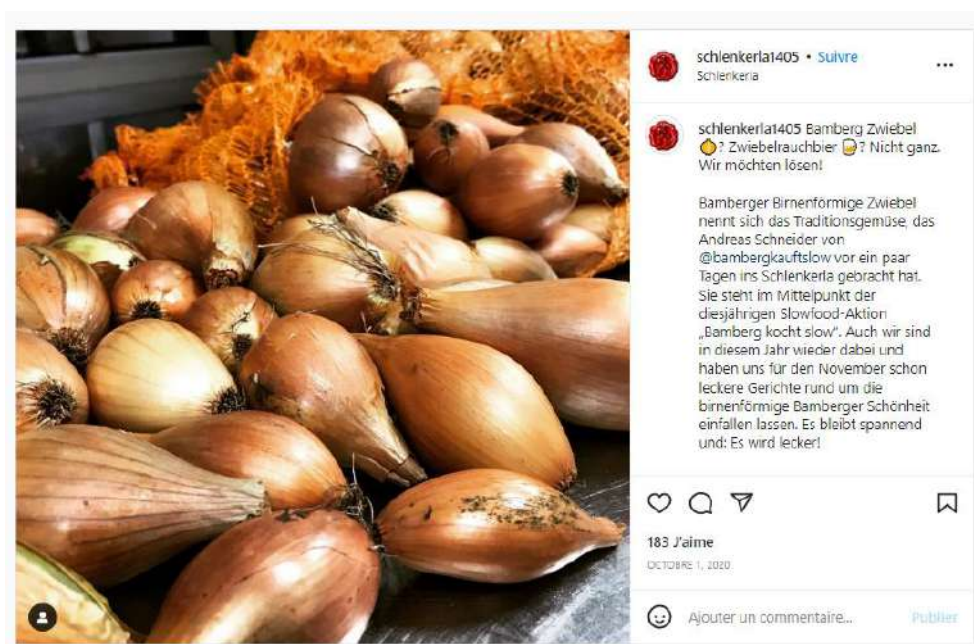 schlenkerla1405 • Suivre
Schlenkerla
schlenkerla1405 Bamberg Zwiebel
🧅? Zwiebelrauchbier 🍺? Nicht ganz.
Wir möchten lösen!
Bamberger Birnenförmige Zwiebel
nennt sich das Traditionsgemüse, das
Andreas Schneider von
@bambergkauftslow vor ein paar
Tagen ins Schlenkerla gebracht hat.
Sie steht im Mittelpunkt der
diesjährigen Slowfood-Aktion
„Bamberg kocht slow“. Auch wir sind
in diesem Jahr wieder dabei und
haben uns für den November schon
leckere Gerichte rund um die
birnenförmige Bamberger Schönheit
einfallen lassen. Es bleibt spannend
und: Es wird lecker!
183 J'aime
OCTOBRE 1, 2020
Ajouter un commentaire... Publier